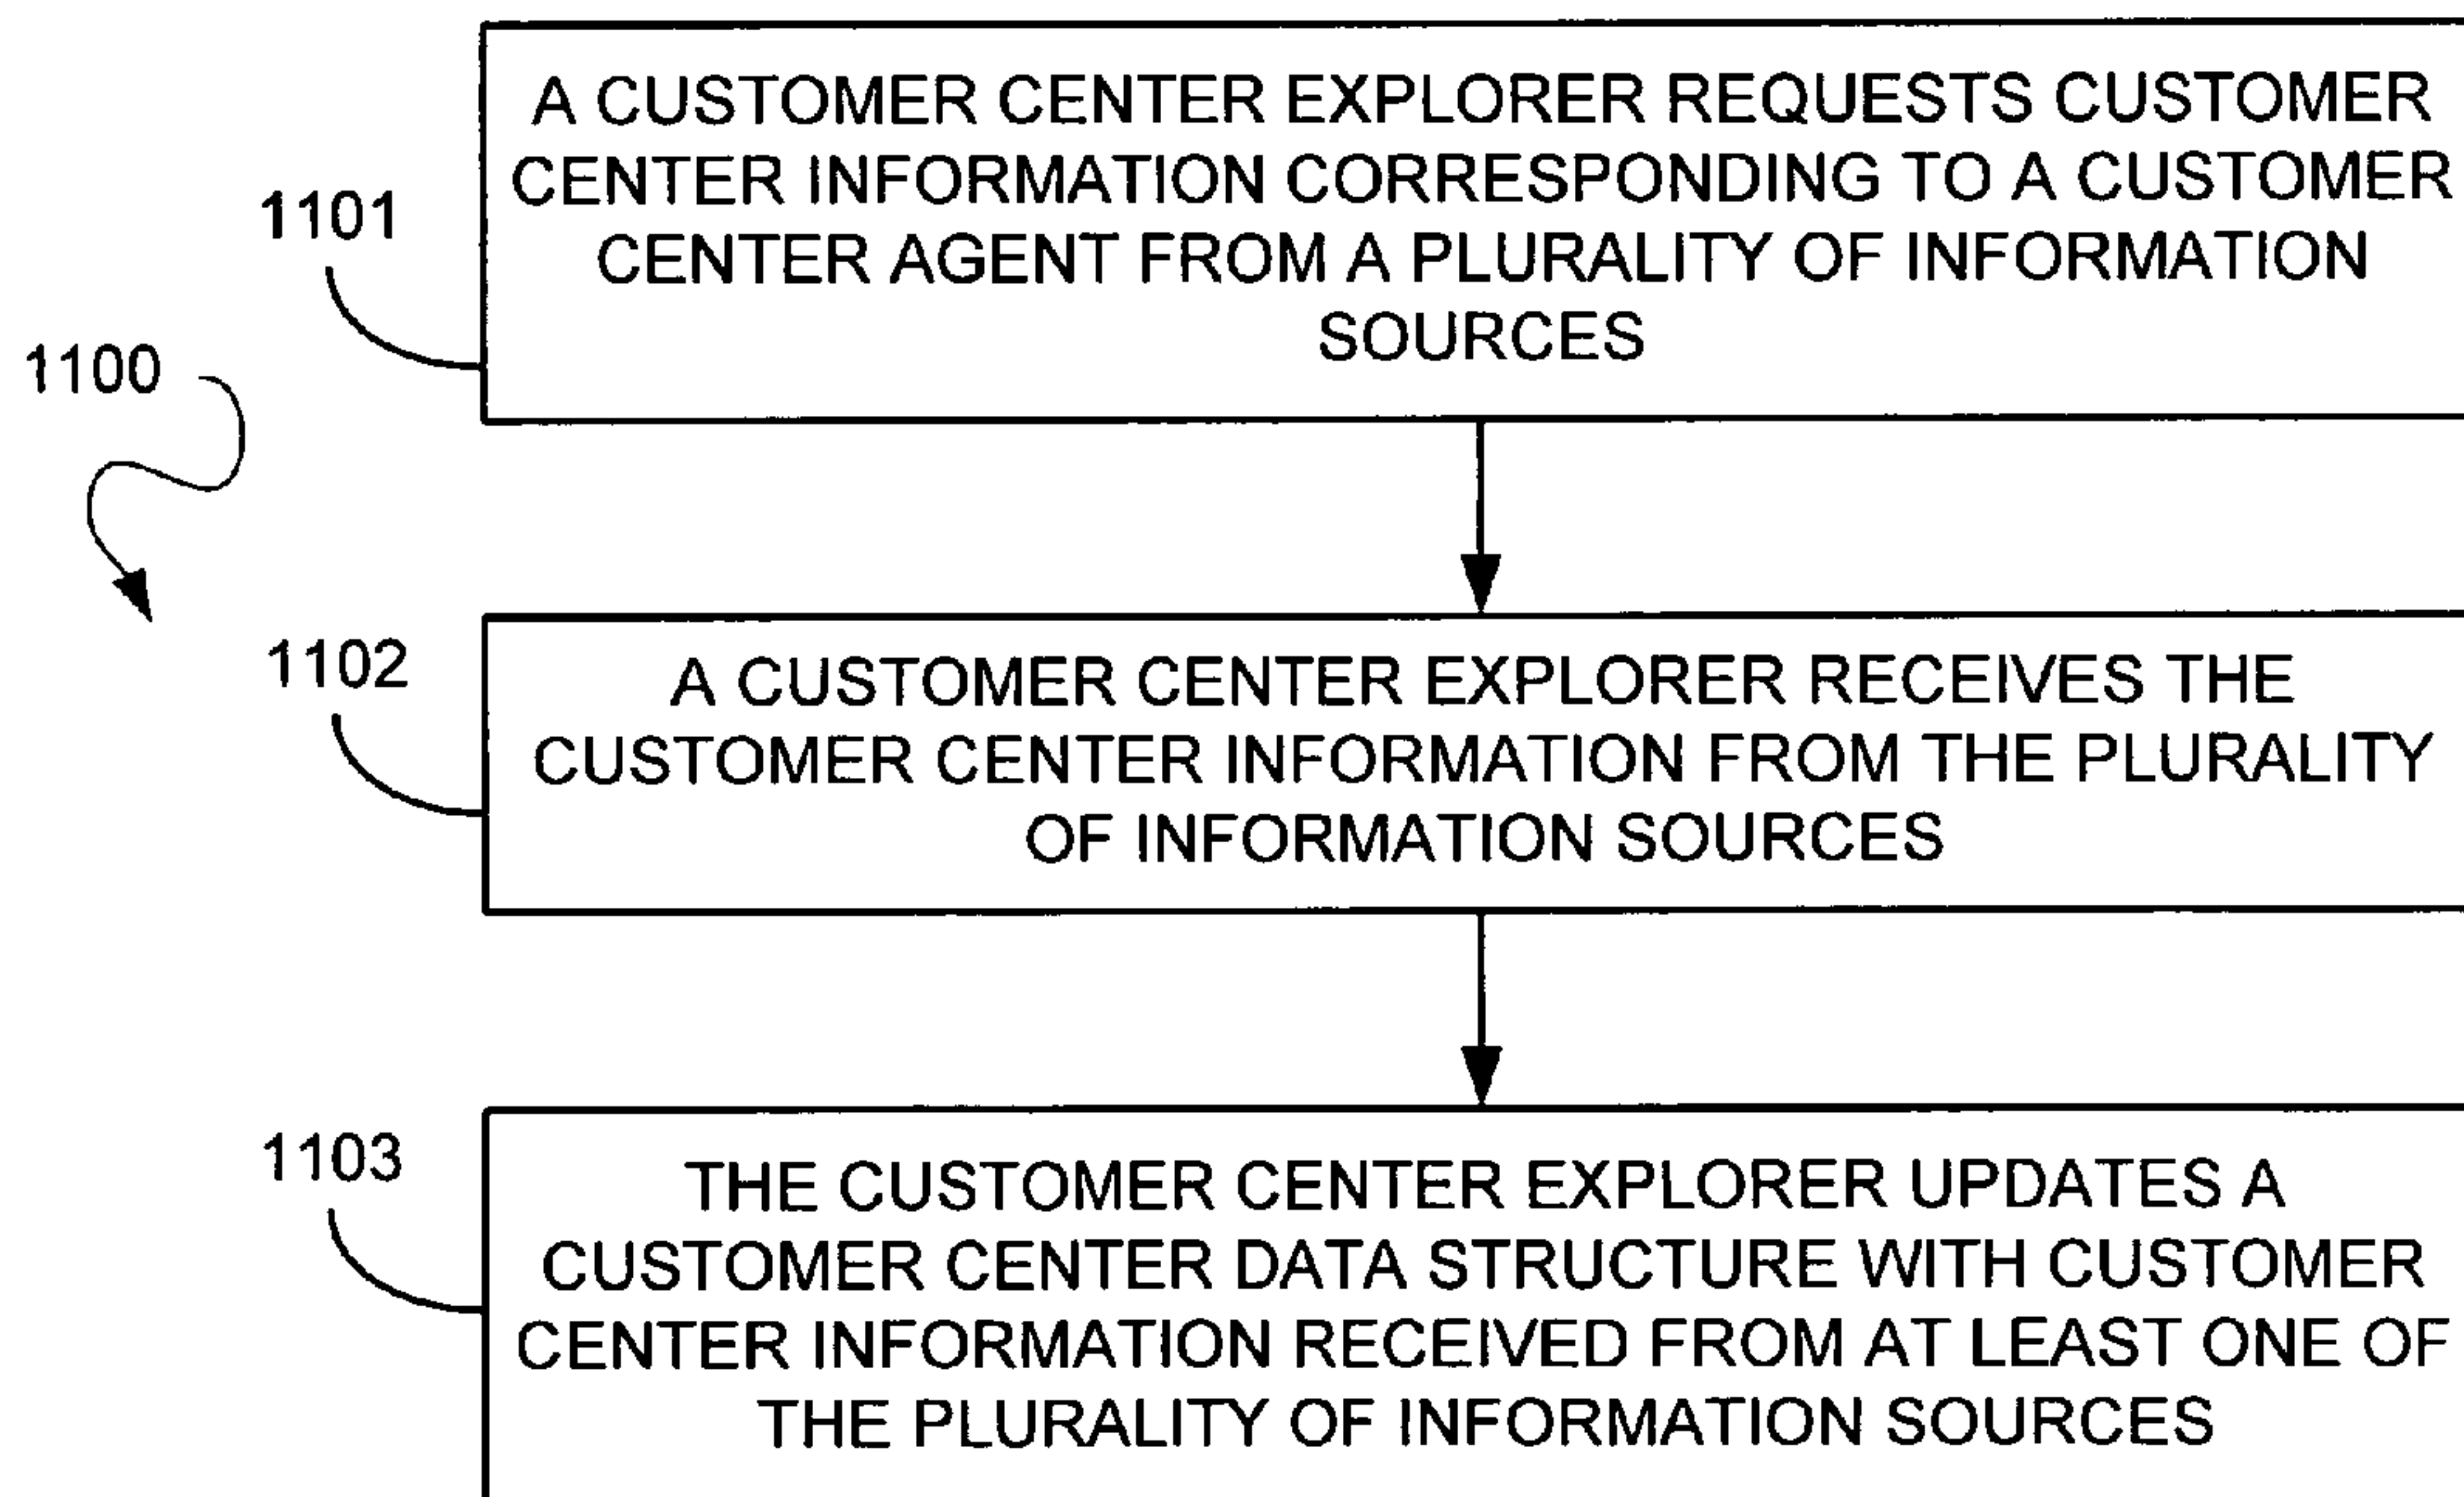 A CUSTOMER CENTER EXPLORER REQUESTS CUSTOMER
CENTER INFORMATION CORRESPONDING TO A CUSTOMER
CENTER AGENT FROM A PLURALITY OF INFORMATION
SOURCES
1101
1100
1102
A CUSTOMER CENTER EXPLORER RECEIVES THE
CUSTOMER CENTER INFORMATION FROM THE PLURALITY
OF INFORMATION SOURCES
1103
THE CUSTOMER CENTER EXPLORER UPDATES A
CUSTOMER CENTER DATA STRUCTURE WITH CUSTOMER
CENTER INFORMATION RECEIVED FROM AT LEAST ONE OF
THE PLURALITY OF INFORMATION SOURCES